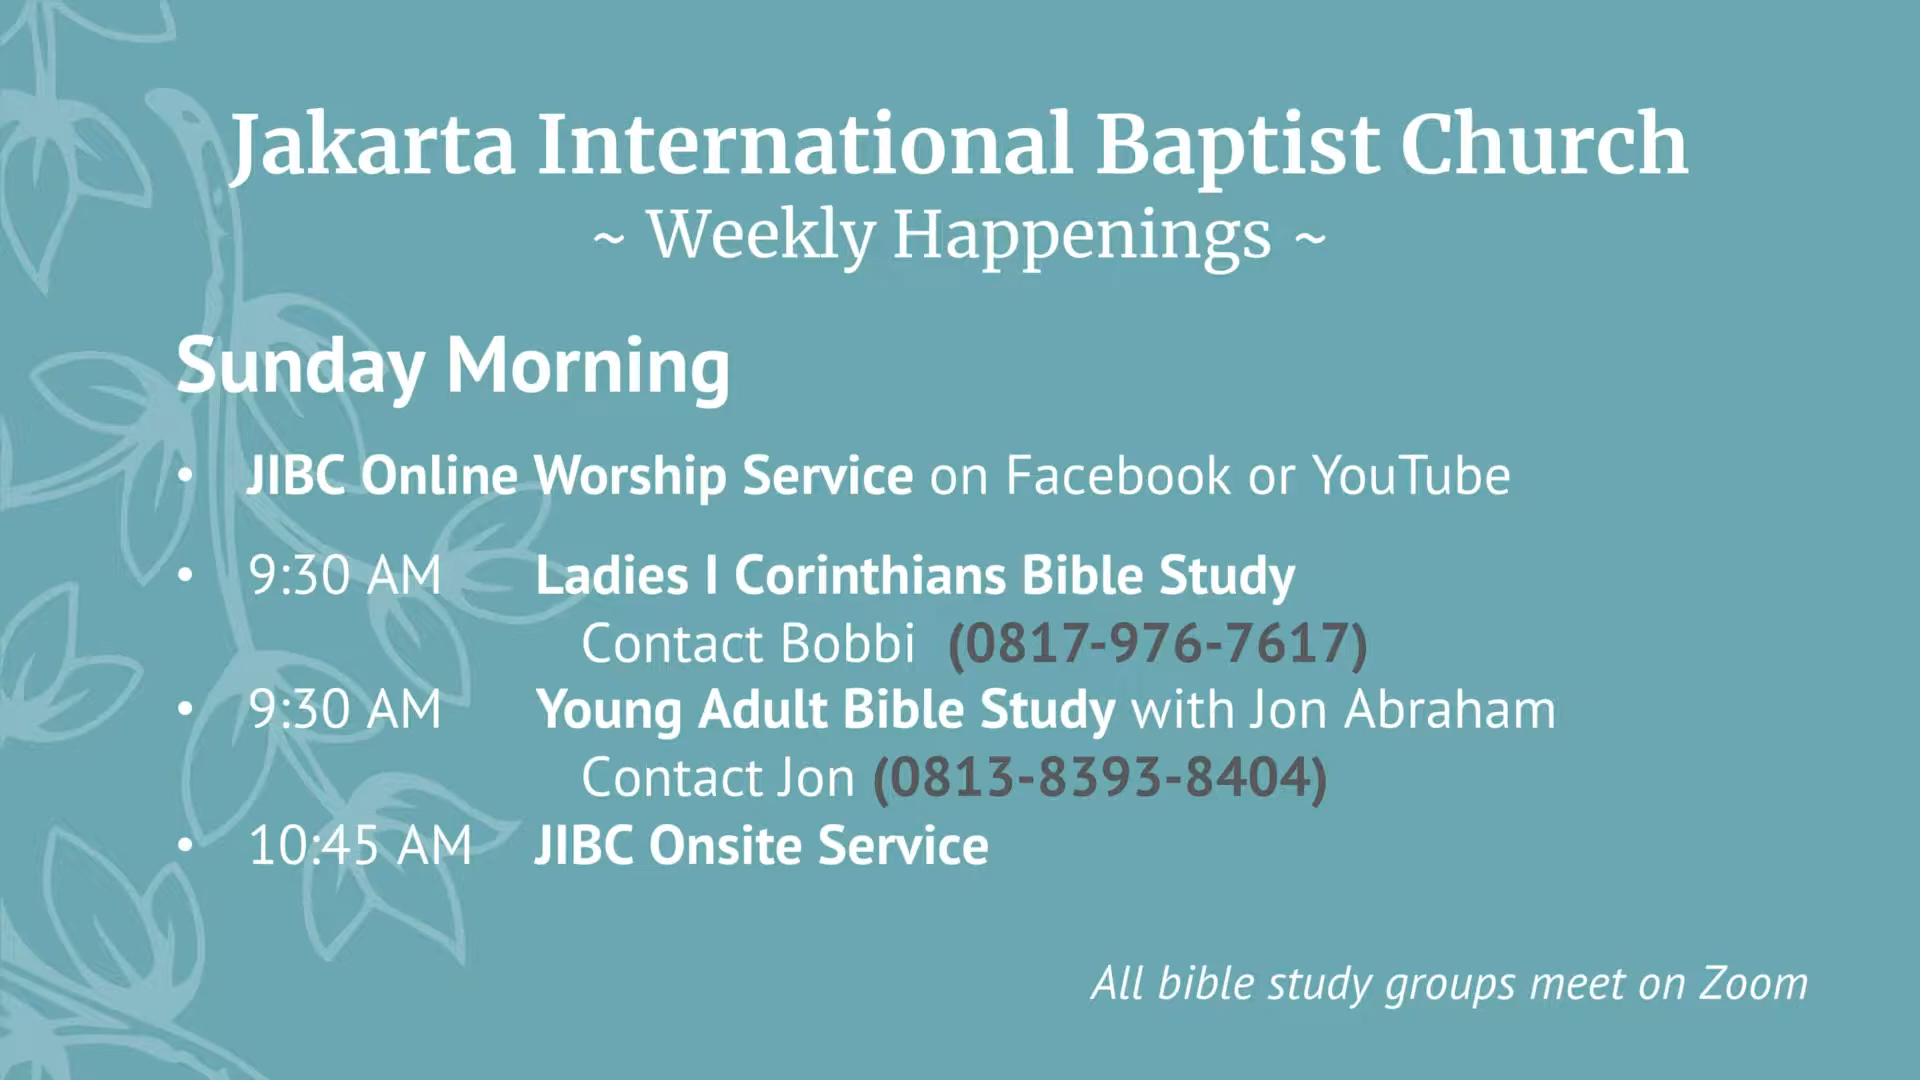 Jakarta International Baptist Church
~ Weekly Happenings ~
Sunday Morning
• JIBC Online Worship Service on Facebook or YouTube
• 9:30 AM Ladies I Corinthians Bible Study
Contact Bobbi (0817-976-7617)
• 9:30 AM Young Adult Bible Study with Jon Abraham
Contact Jon (0813-8393-8404)
• 10:45 AM JIBC Onsite Service
All bible study groups meet on Zoom